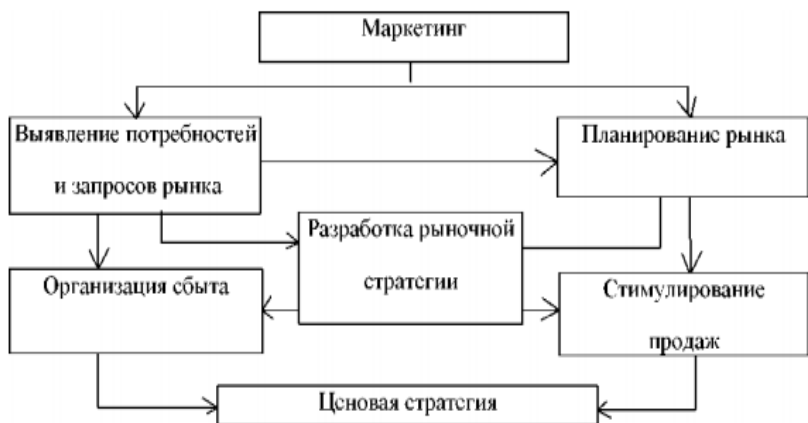 Маркетинг
Выявление потребностей
и запросов рынка
Планирование рынка
Разработка рыночной
стратегии
Организация сбыта
Стимулирование
продаж
Ценовая стратегия